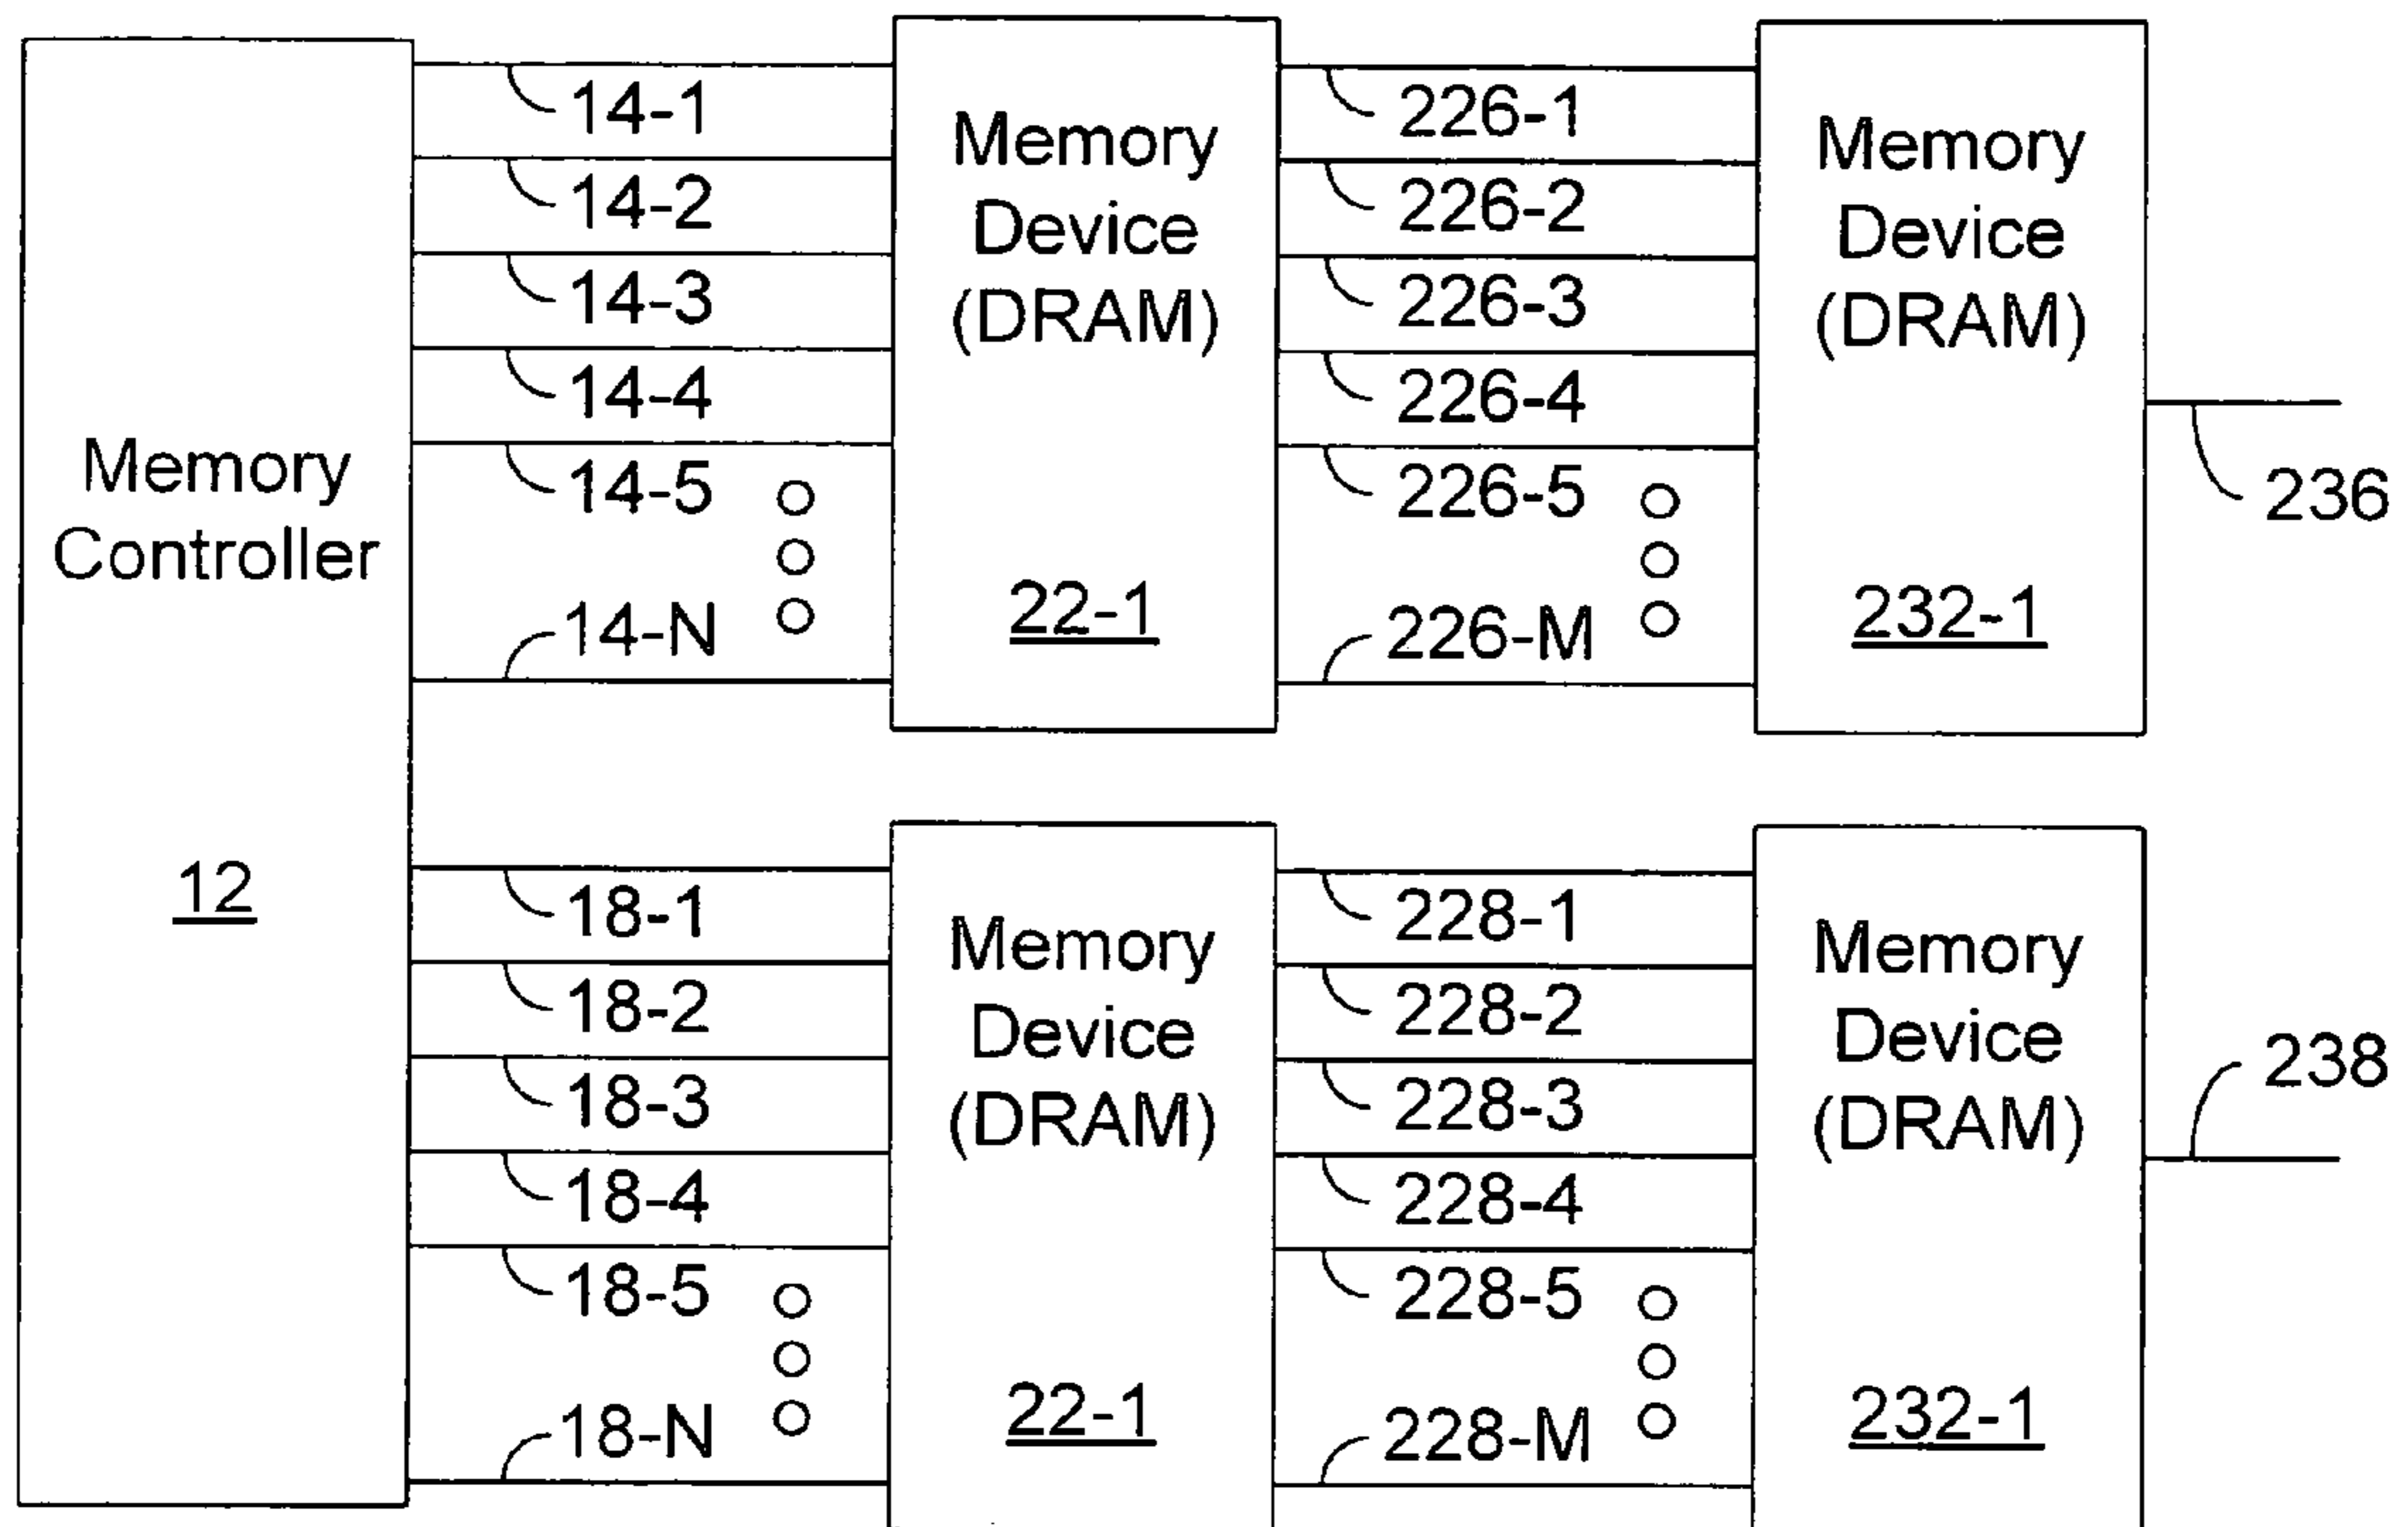 Memory
Controller
12
14-1
14-2
14-3
14-4
14-5
14-N
Memory
Device
(DRAM)
22-1
226-1
226-2
226-3
226-4
226-5
226-M
Memory
Device
(DRAM)
232-1
236
18-1
18-2
18-3
18-4
18-5
18-N
Memory
Device
(DRAM)
22-1
228-1
228-2
228-3
228-4
228-5
228-M
Memory
Device
(DRAM)
232-1
238